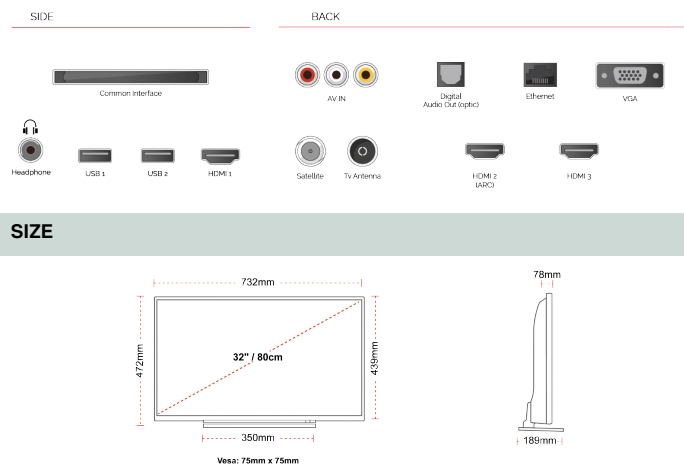 SIDE
BACK
Common Interface
AV IN
Digital
Audio Out (optic)
Ethernet
VGA
Headphone
USB 1
USB 2
HDMI 1
Satellite
Tv Antenna
HDMI 2
(ARC)
HDMI 3
SIZE
732mm
78mm
472mm
32" / 80cm
439mm
350mm
189mm
Vesa: 75mm x 75mm